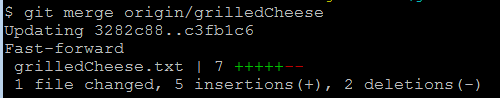 $ git merge origin/grilledCheese
Updating 3282c88..c3fb1c6
Fast-forward
 grilledCheese.txt | 7 +++++--
 1 file changed, 5 insertions(+), 2 deletions(-)